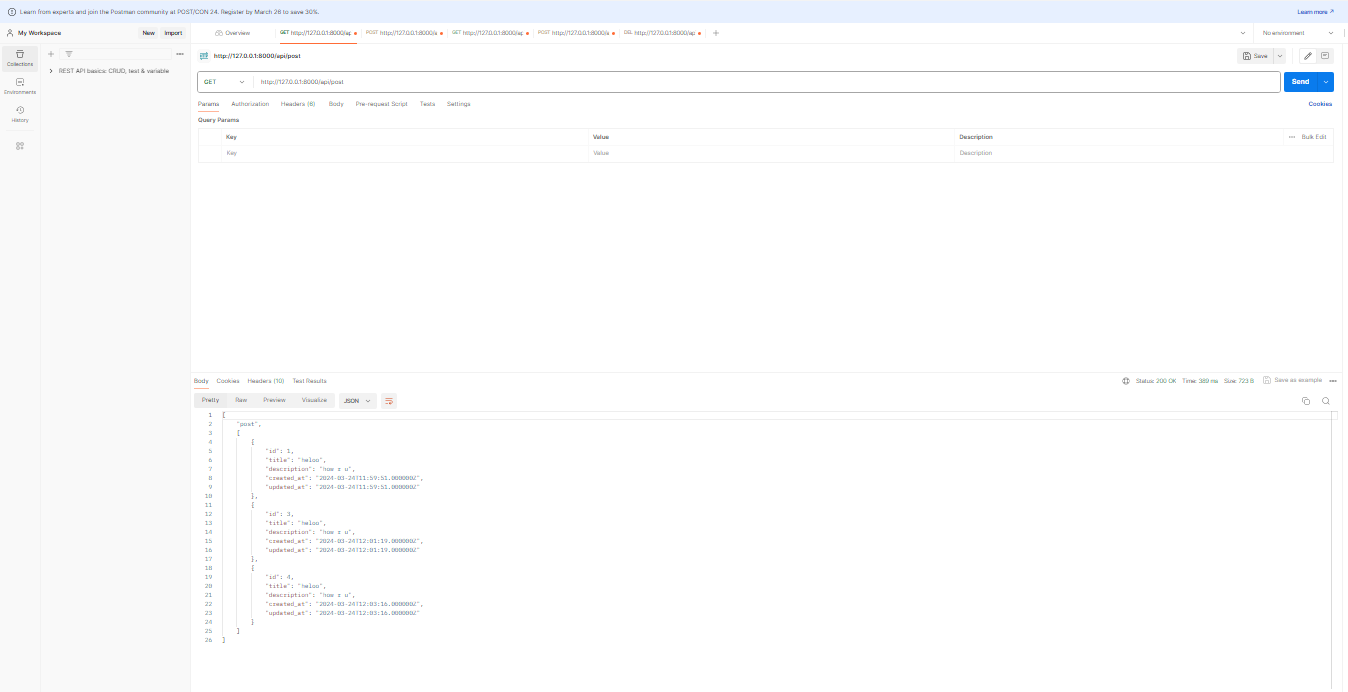 Learn from experts and join the Postman community at POST/CON 24. Register by March 26 to save 30%.
Learn more
My Workspace
New Import
Overview
GET http://127.0.0.1:8000/ap
POST http://127.0.0.1:8000/a
GET http://127.0.0.1:8000/ap
POST http://127.0.0.1:8000/a
DEL http://127.0.0.1:8000/ap
No environment
Collections
Environments
History
REST API basics: CRUD, test & variable
http://127.0.0.1:8000/api/post
Save
GET http://127.0.0.1:8000/api/post
Send
Params Authorization Headers (6) Body Pre-request Script Tests Settings
Cookies
Query Params
Key Value Description Bulk Edit
Key Value Description
Body Cookies Headers (10) Test Results
Status: 200 OK Time: 389 ms Size: 723 B Save as example
Pretty Raw Preview Visualize JSON
1 [
2 "post",
3 [
4 {
5 "id": 1,
6 "title": "heloo",
7 "description": "how r u",
8 "created_at": "2024-03-24T11:59:51.000000Z",
9 "updated_at": "2024-03-24T11:59:51.000000Z"
10 },
11 {
12 "id": 3,
13 "title": "heloo",
14 "description": "how r u",
15 "created_at": "2024-03-24T12:01:19.000000Z",
16 "updated_at": "2024-03-24T12:01:19.000000Z"
17 },
18 {
19 "id": 4,
20 "title": "heloo",
21 "description": "how r u",
22 "created_at": "2024-03-24T12:03:16.000000Z",
23 "updated_at": "2024-03-24T12:03:16.000000Z"
24 }
25 ]
26 ]